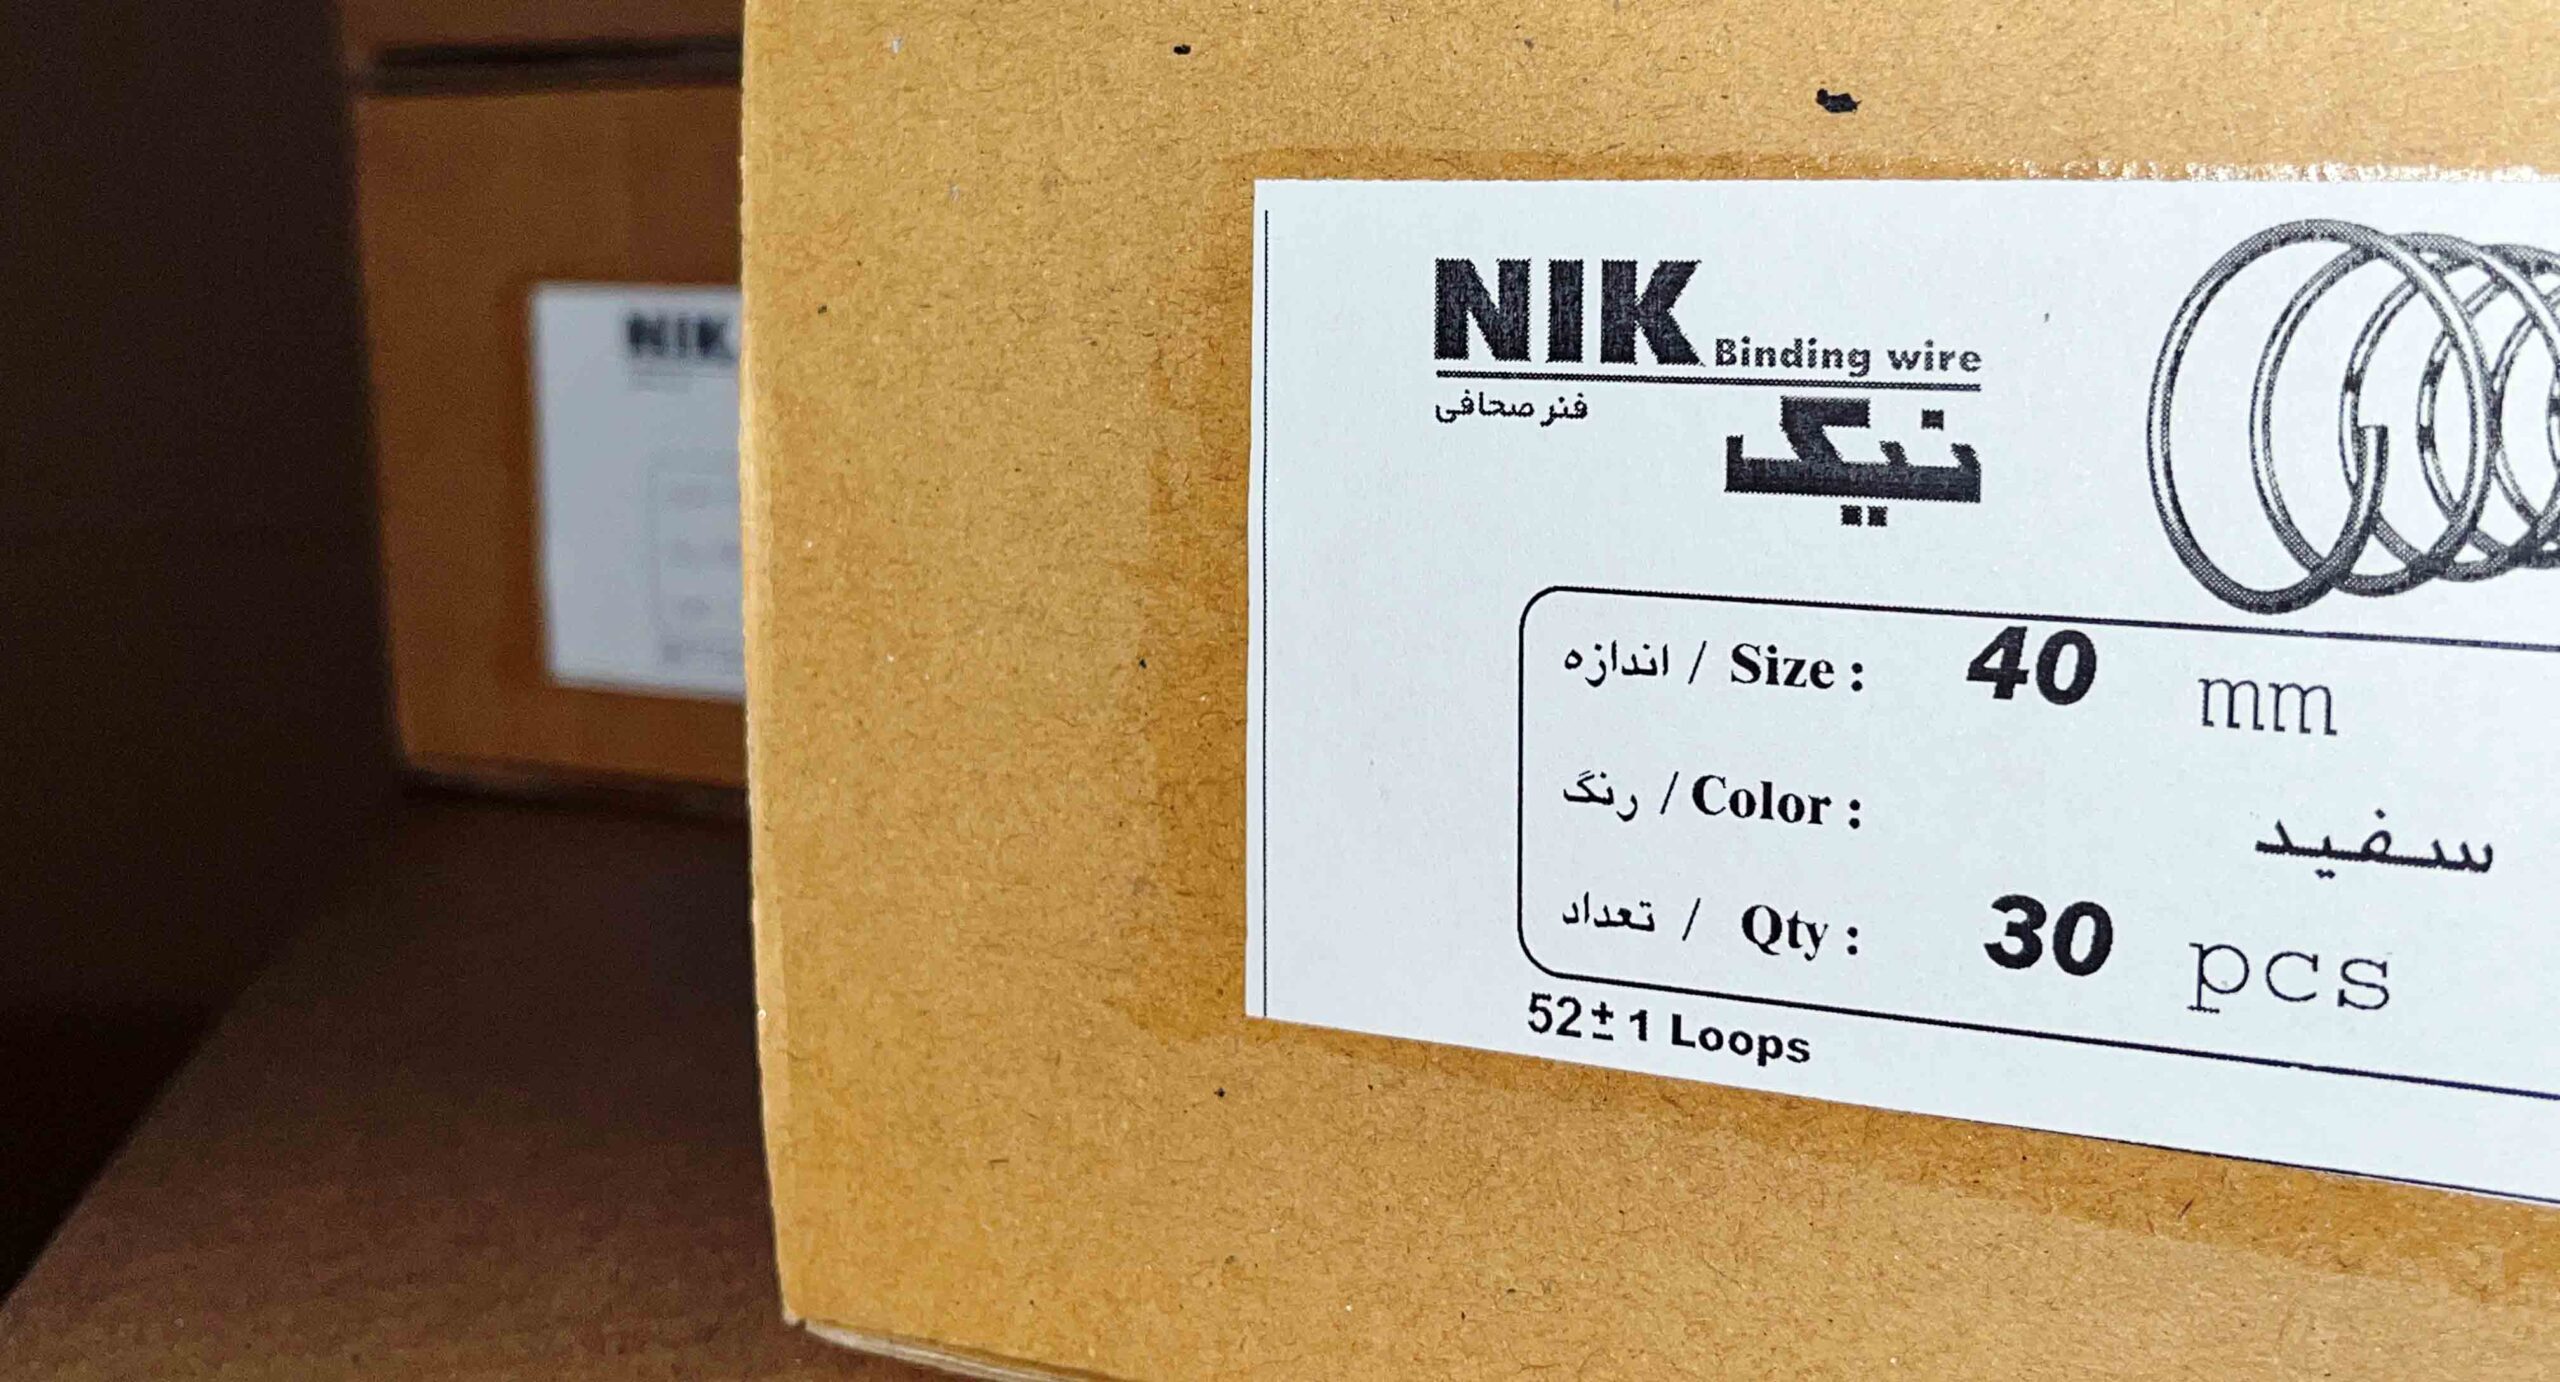 NIK Binding wire
فنر صحافی
نیک
اندازه / Size : 40 mm
رنگ / Color : سفید
تعداد / Qty : 30 pcs
52 ± 1 Loops
NIK